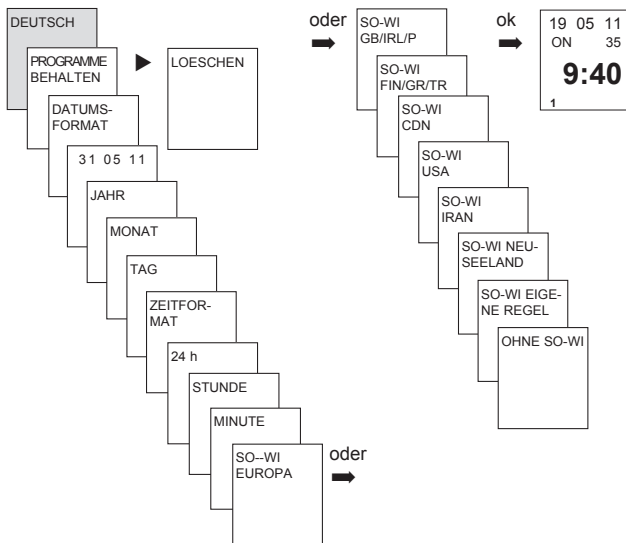 DEUTSCH
PROGRAMME
BEHALTEN
LOESCHEN
DATUMS-
FORMAT
31 05 11
JAHR
MONAT
TAG
ZEITFOR-
MAT
24 h
STUNDE
MINUTE
SO--WI
EUROPA
oder
oder
SO-WI
GB/IRL/P
SO-WI
FIN/GR/TR
SO-WI
CDN
SO-WI
USA
SO-WI
IRAN
SO-WI NEU-
SEELAND
SO-WI EIGE-
NE REGEL
OHNE SO-WI
ok
19 05 11
ON 35
9:40
1